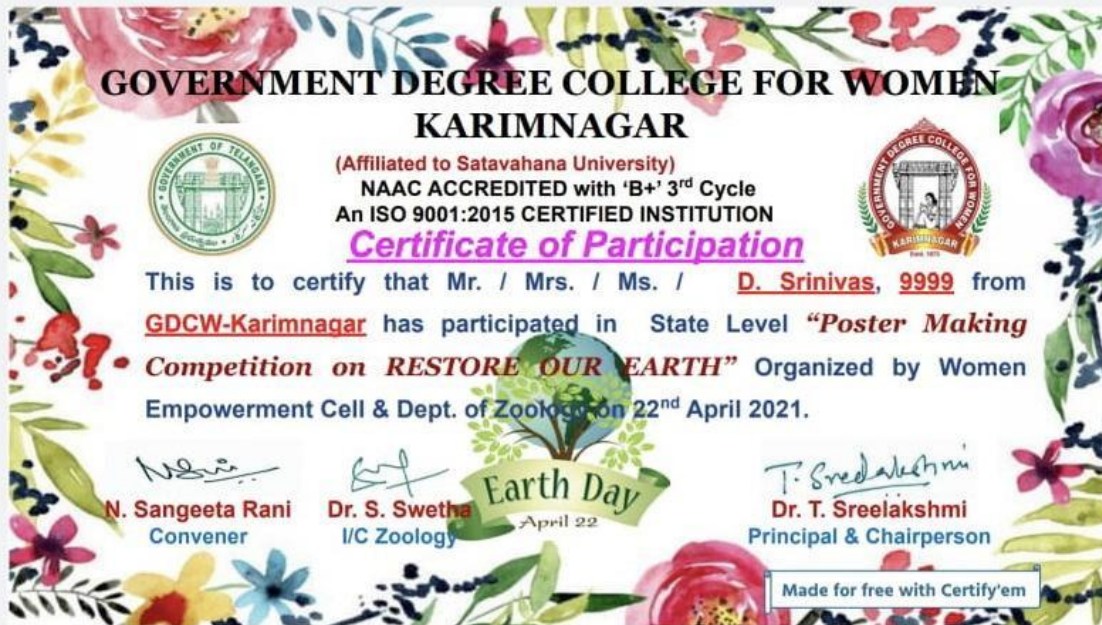 GOVERNMENT DEGREE COLLEGE FOR WOMEN
KARIMNAGAR
GOVERNMENT OF TELANGANA
(Affiliated to Satavahana University)
NAAC ACCREDITED with ‘B+’ 3rd Cycle
An ISO 9001:2015 CERTIFIED INSTITUTION
GOVERNMENT DEGREE COLLEGE FOR WOMEN
KARIMNAGAR
Certificate of Participation
This is to certify that Mr. / Mrs. / Ms. / D. Srinivas, 9999 from
GDCW-Karimnagar has participated in State Level “Poster Making
Competition on RESTORE OUR EARTH” Organized by Women
Empowerment Cell & Dept. of Zoology on 22nd April 2021.
Earth Day
April 22
T. Sreelakshmi
N. Sangeeta Rani Dr. S. Swetha Dr. T. Sreelakshmi
Convener I/C Zoology Principal & Chairperson
Made for free with Certify'em